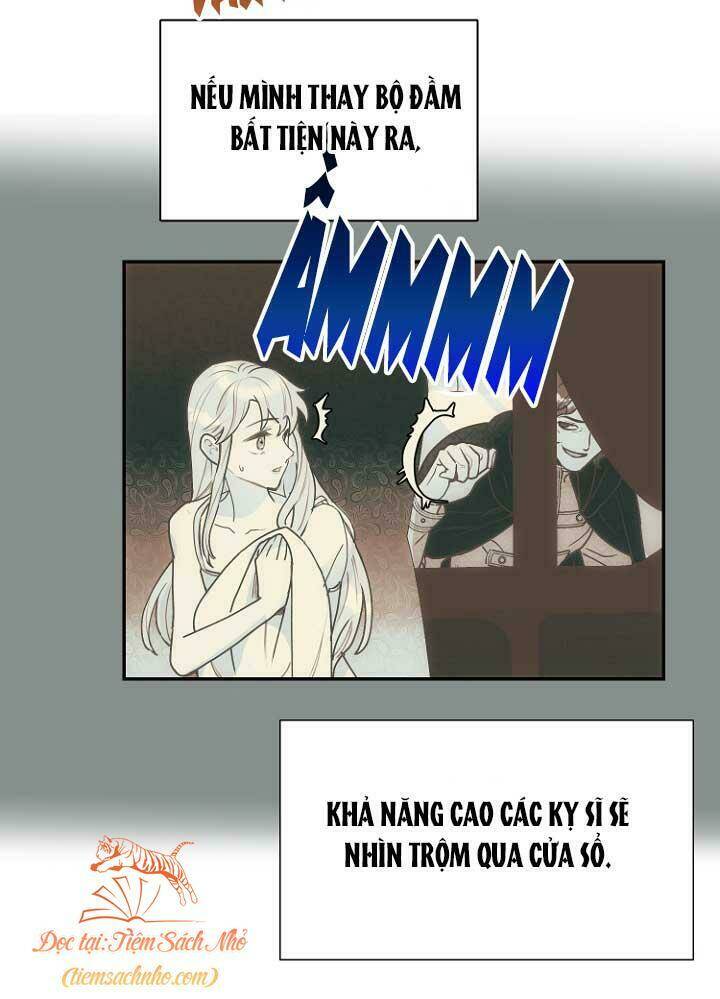 NẾU MÌNH THAY BỘ ĐẦM
BẤT TIỆN NÀY RA,
ẦMMMM
KHẢ NĂNG CAO CÁC KỴ SĨ SẼ
NHÌN TRỘM QUA CỬA SỔ.
Đọc tại:Tiệm Sách Nhỏ
(tiemsachnho.com)